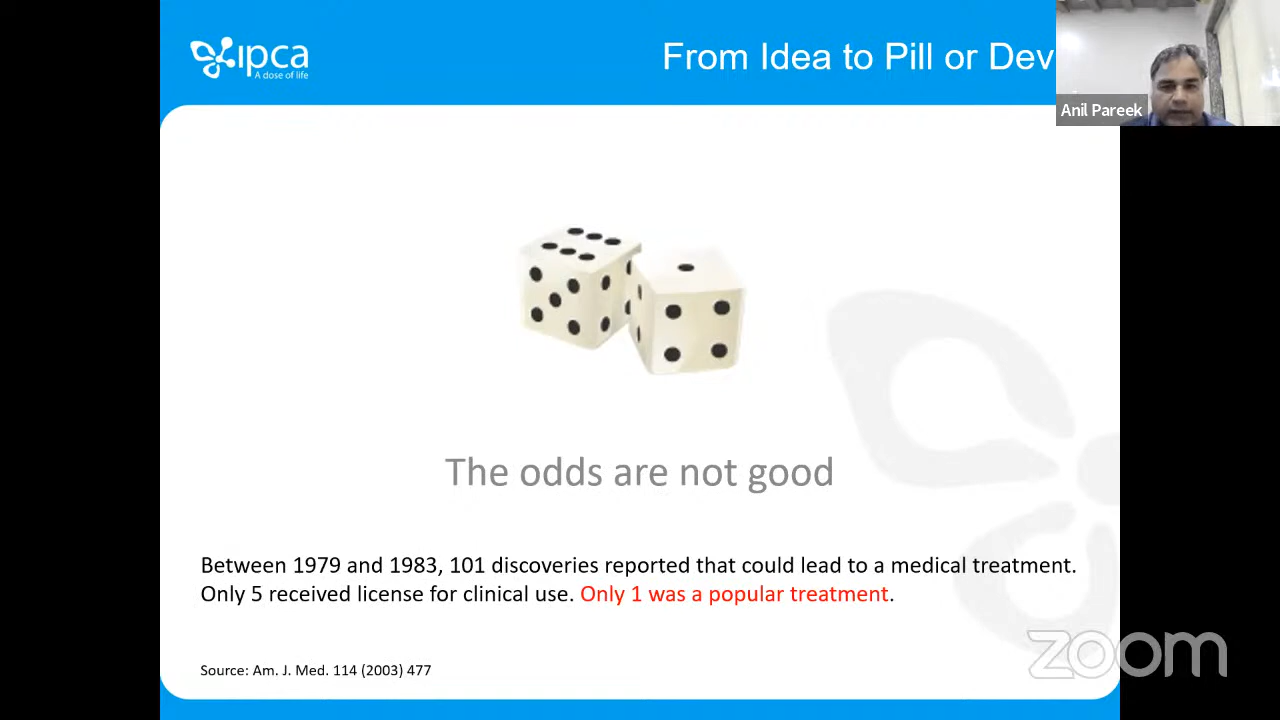 ipca
A dose of life
From Idea to Pill or Dev
Anil Pareek
The odds are not good
Between 1979 and 1983, 101 discoveries reported that could lead to a medical treatment.
Only 5 received license for clinical use. Only 1 was a popular treatment.
Source: Am. J. Med. 114 (2003) 477
zoom